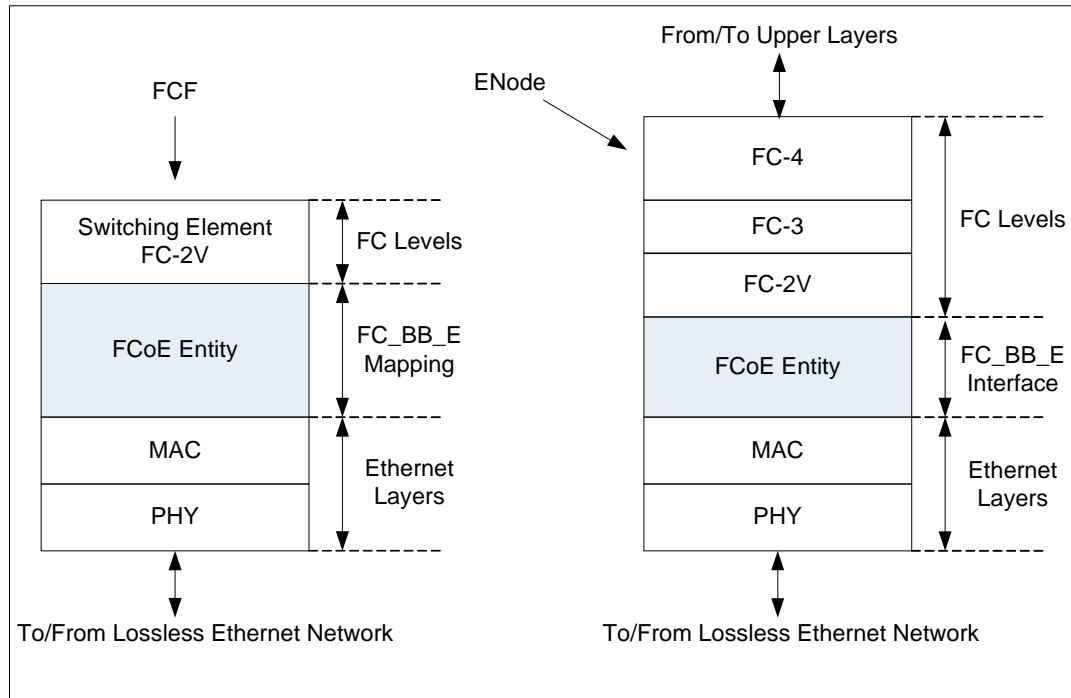 FCF
Switching Element
FC-2V
FCoE Entity
MAC
PHY
FC Levels
FC_BB_E
Mapping
Ethernet
Layers
To/From Lossless Ethernet Network
From/To Upper Layers
ENode
FC-4
FC-3
FC-2V
FCoE Entity
MAC
PHY
FC Levels
FC_BB_E
Interface
Ethernet
Layers
To/From Lossless Ethernet Network